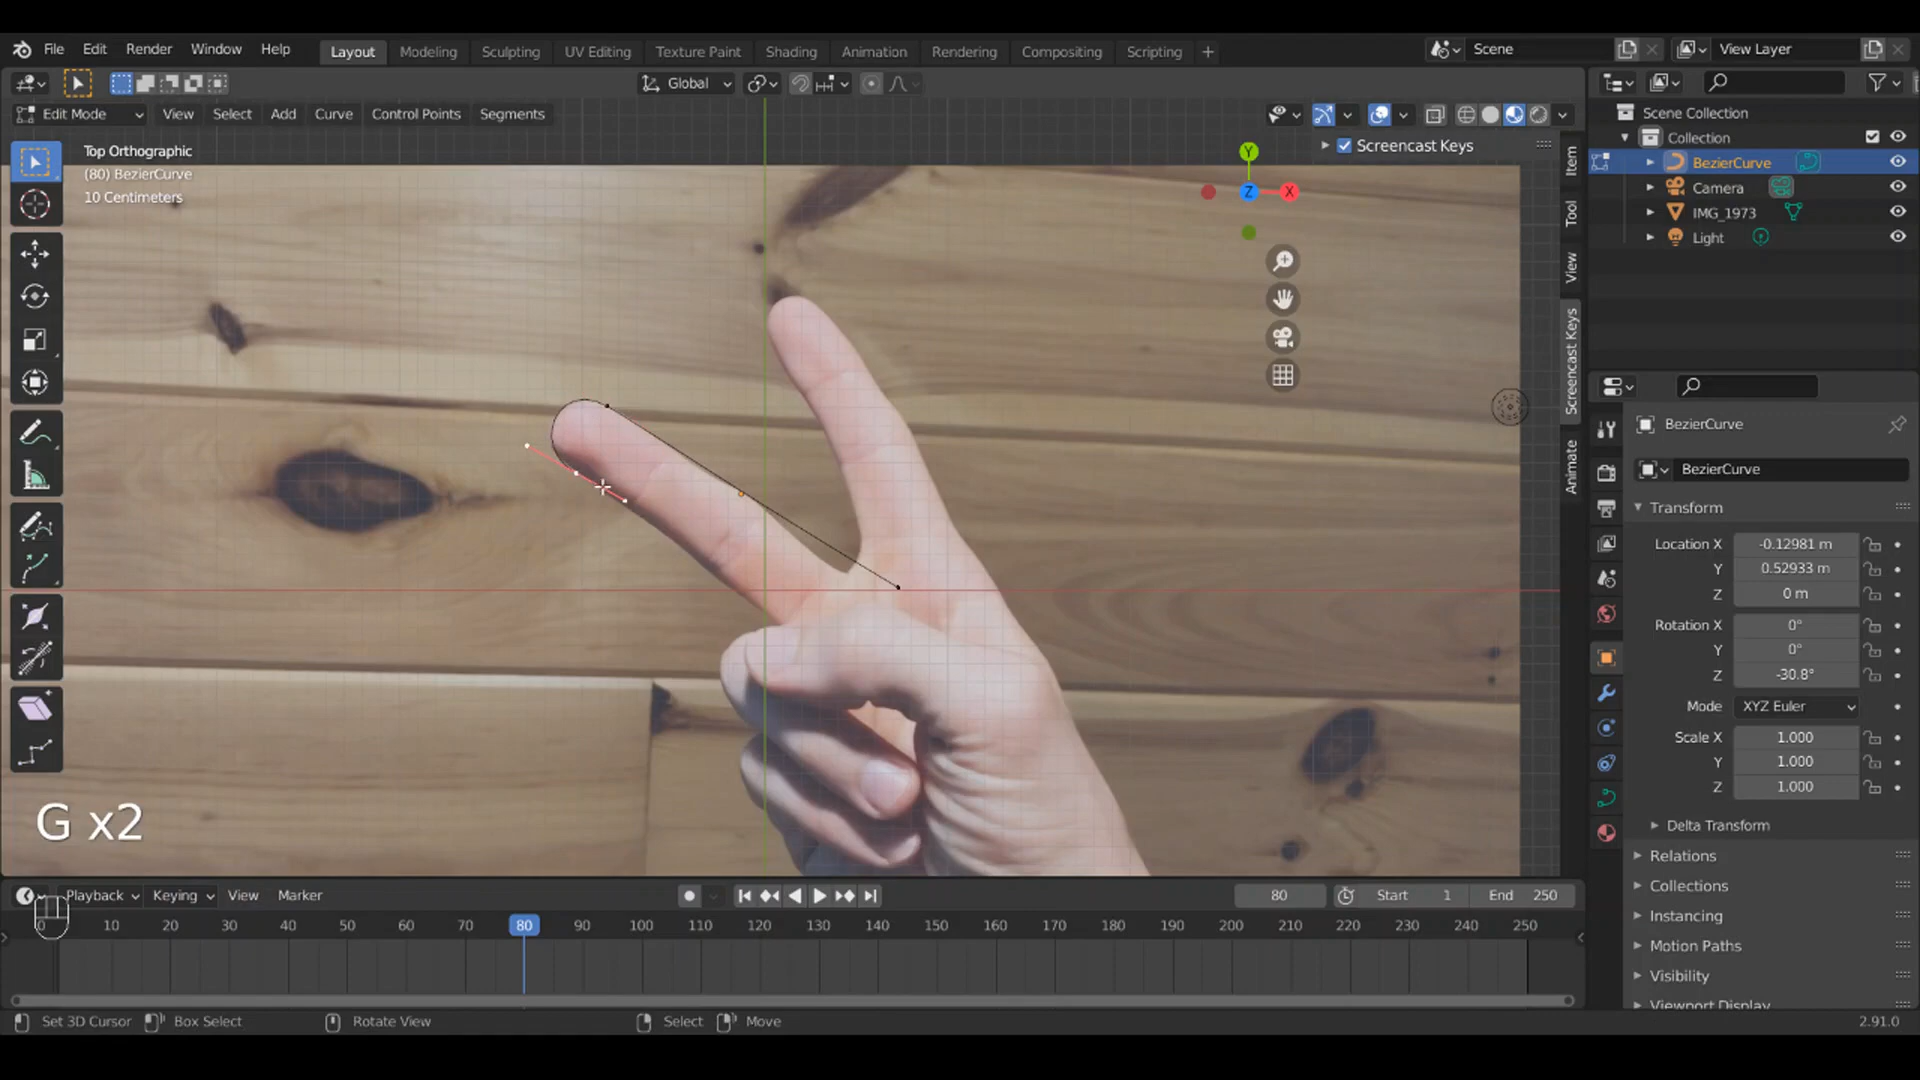 File Edit Render Window Help Layout Modeling Sculpting UV Editing Texture Paint Shading Animation Rendering Compositing Scripting + Scene View Layer
Global
Edit Mode View Select Add Curve Control Points Segments
Top Orthographic
(80) BezierCurve
10 Centimeters
Y
Z
X
Screencast Keys
Item
Tool
View
Screencast Keys
Animate
Scene Collection
Collection
BezierCurve
Camera
IMG_1973
Light
BezierCurve
BezierCurve
Transform
Location X -0.12981 m
Y 0.52933 m
Z 0 m
Rotation X 0°
Y 0°
Z -30.8°
Mode XYZ Euler
Scale X 1.000
Y 1.000
Z 1.000
Delta Transform
Relations
Collections
Instancing
Motion Paths
Visibility
Viewport Display
G x2
Playback Keying View Marker 80 Start 1 End 250
0 10 20 30 40 50 60 70 80 90 100 110 120 130 140 150 160 170 180 190 200 210 220 230 240 250
Set 3D Cursor Box Select Rotate View Select Move 2.91.0